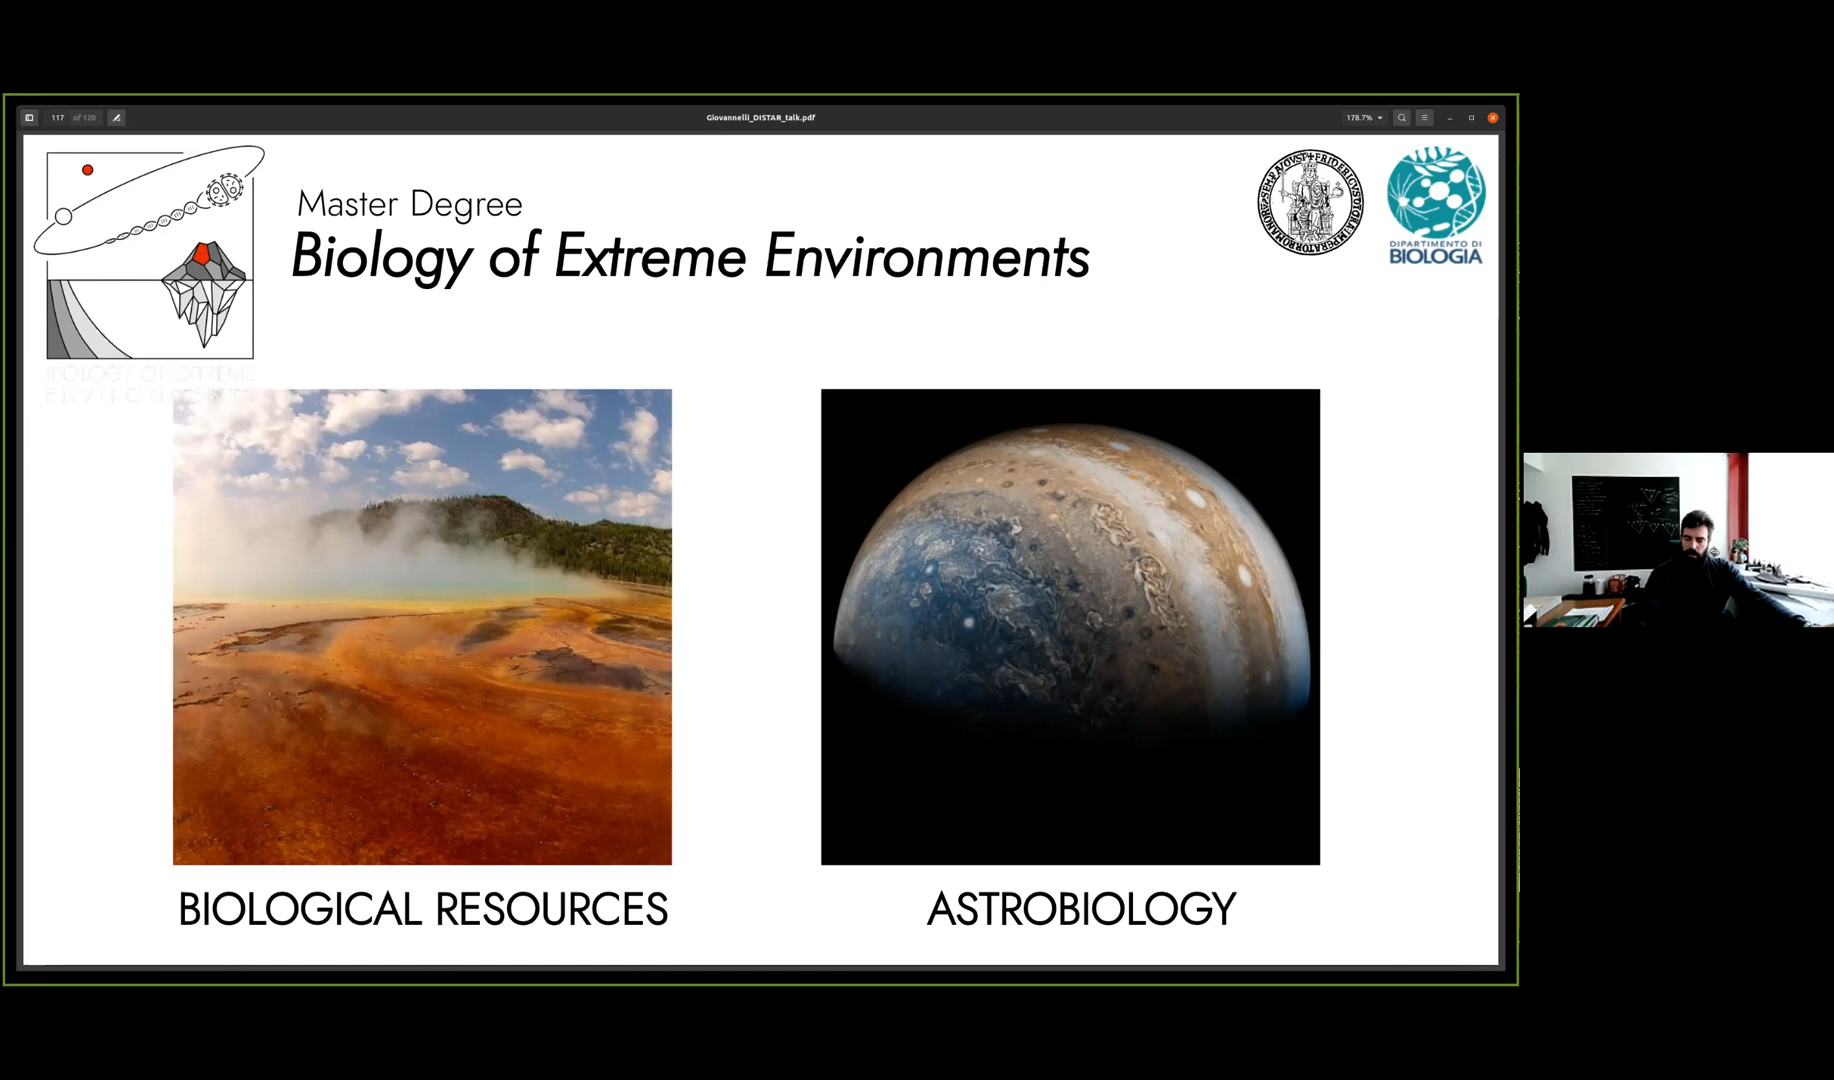 117 of 120
Giovannelli_DISTAR_talk.pdf
178.7%
Master Degree
Biology of Extreme Environments
DIPARTIMENTO DI
BIOLOGIA
BIOLOGY OF EXTREME
ENVIRONMENTS
BIOLOGICAL RESOURCES
ASTROBIOLOGY